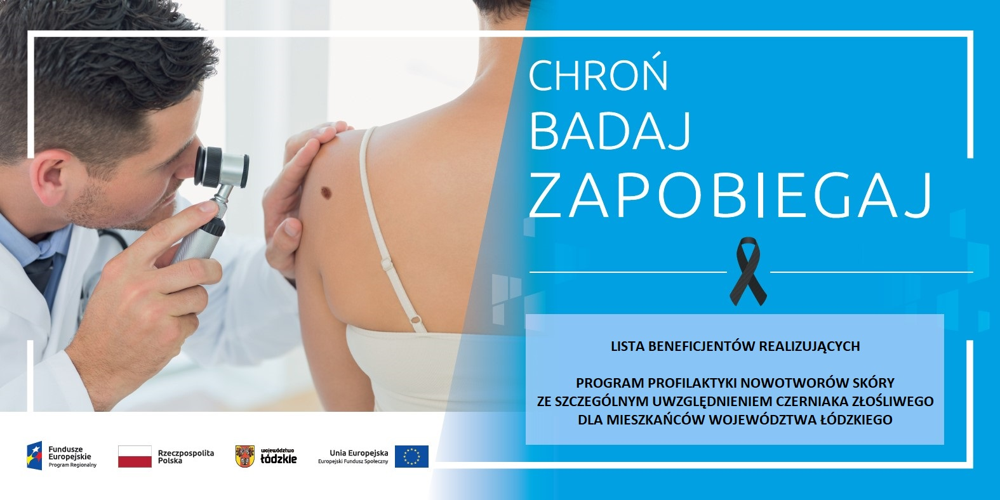 CHROŃ
BADAJ
ZAPOBIEGAJ
LISTA BENEFICJENTÓW REALIZUJĄCYCH
PROGRAM PROFILAKTYKI NOWOTWORÓW SKÓRY
ZE SZCZEGÓLNYM UWZGLĘDNIENIEM CZERNIAKA ZŁOŚLIWEGO
DLA MIESZKAŃCÓW WOJEWÓDZTWA ŁÓDZKIEGO
Fundusze
Europejskie
Program Regionalny
Rzeczpospolita
Polska
województwo
łódzkie
Unia Europejska
Europejski Fundusz Społeczny